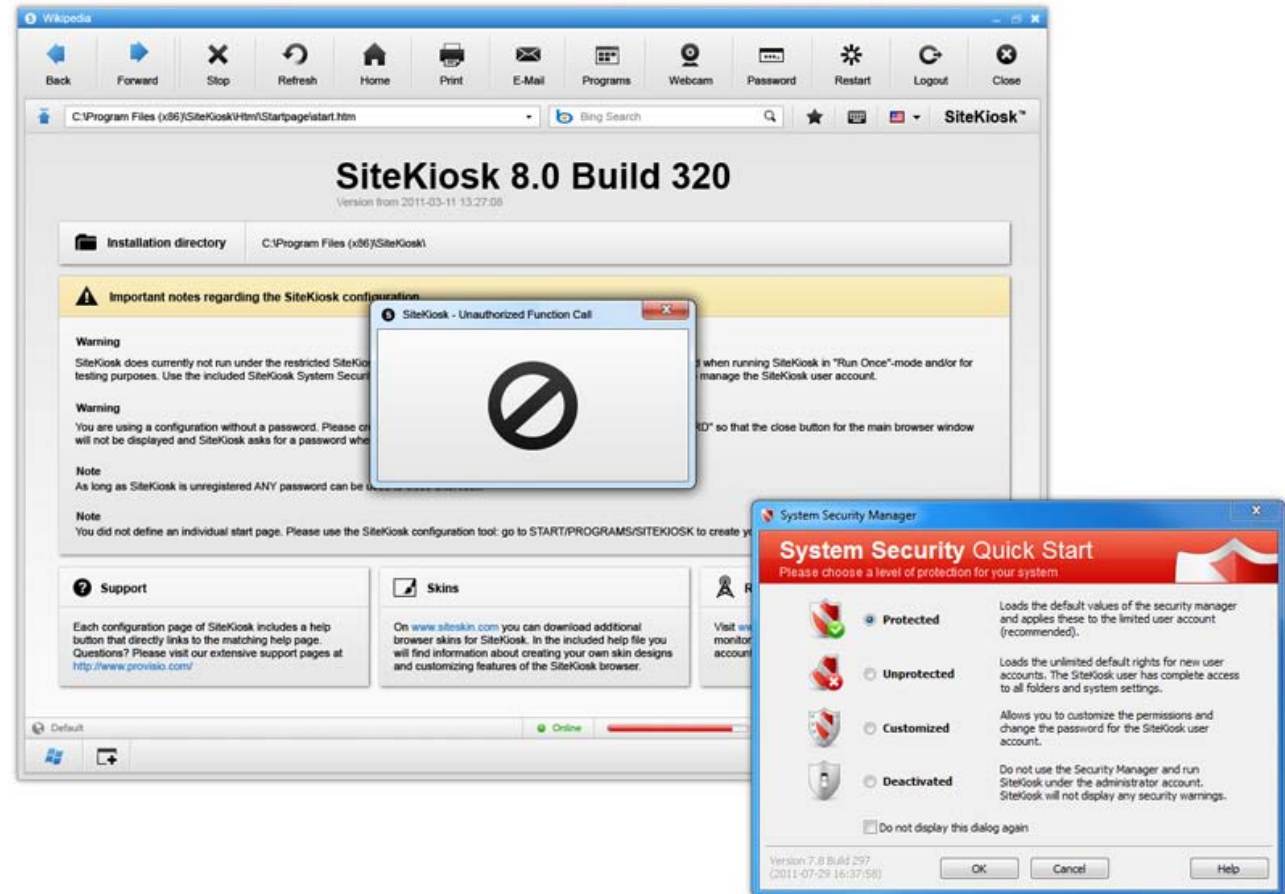 Wikipedia
Back Forward Stop Refresh Home Print E-Mail Programs Webcam Password Restart Logout Close
C:\Program Files (x86)\SiteKiosk\Html\Startpage\start.htm Bing Search SiteKiosk™
SiteKiosk 8.0 Build 320
Version from 2011-03-11 13:27:08
Installation directory C:\Program Files (x86)\SiteKiosk\
Important notes regarding the SiteKiosk configuration
SiteKiosk - Unauthorized Function Call
Warning
SiteKiosk does currently not run under the restricted when running SiteKiosk in "Run Once"-mode and/or for
testing purposes. Use the included SiteKiosk System manage the SiteKiosk user account.
Warning
You are using a configuration without a password. Please so that the close button for the main browser window
will not be displayed and SiteKiosk asks for a password
Note
As long as SiteKiosk is unregistered ANY password can be
Note
You did not define an individual start page. Please use the SiteKiosk configuration tool: go to START/PROGRAMS/SITEKIOSK to create
Support
Each configuration page of SiteKiosk includes a help
button that directly links to the matching help page.
Questions? Please visit our extensive support pages at
http://www.provisio.com/
Skins
On www.siteskin.com you can download additional
browser skins for SiteKiosk. In the included help file you
will find information about creating your own skin designs
and customizing features of the SiteKiosk browser.
Visit
Default Online
System Security Manager
System Security Quick Start
Please choose a level of protection for your system
Protected
Loads the default values of the security manager
and applies these to the limited user account
(recommended).
Unprotected
Loads the unlimited default rights for new user
accounts. The SiteKiosk user has complete access
to all folders and system settings.
Customized
Allows you to customize the permissions and
change the password for the SiteKiosk user
account.
Deactivated
Do not use the Security Manager and run
SiteKiosk under the administrator account.
SiteKiosk will not display any security warnings.
Do not display this dialog again
Version 7.8 Build 297
(2011-07-29 16:37:58)
OK Cancel Help